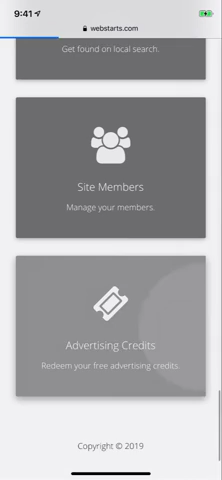 9:41
webstarts.com
Get found on local search.
Site Members
Manage your members.
Advertising Credits
Redeem your free advertising credits.
Copyright © 2019